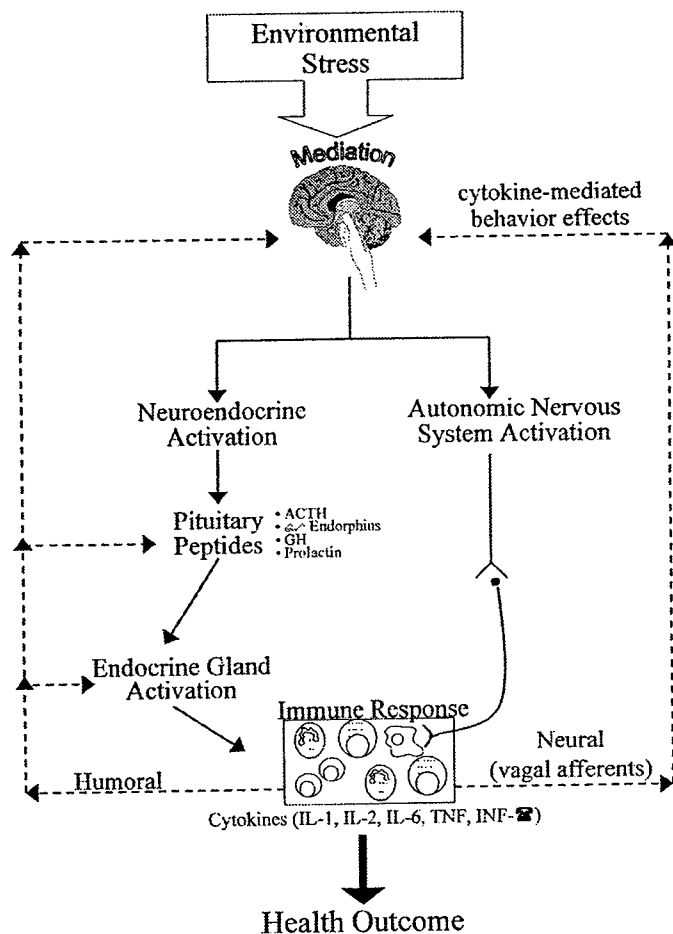 Environmental
Stress
Mediation
cytokine-mediated
behavior effects
Neuroendocrine
Activation
Autonomic Nervous
System Activation
Pituitary
Peptides
• ACTH
• Endorphins
• GH
• Prolactin
Endocrine Gland
Activation
Immune Response
Humoral
Neural
(vagal afferents)
Cytokines (IL-1, IL-2, IL-6, TNF, INF-☎)
Health Outcome